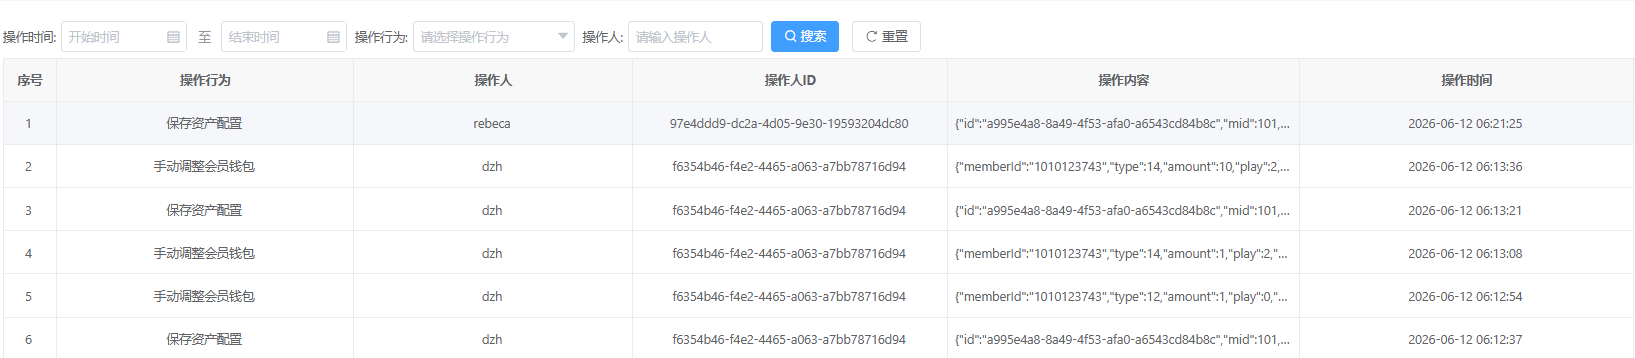 操作时间: 开始时间 至 结束时间 操作行为: 请选择操作行为 操作人: 请输入操作人 搜索 重置
序号 操作行为 操作人 操作人ID 操作内容 操作时间
1 保存资产配置 rebeca 97e4ddd9-dc2a-4d05-9e30-19593204dc80 {"id":"a995e4a8-8a49-4f53-afa0-a6543cd84b8c","mid":101,... 2026-06-12 06:21:25
2 手动调整会员钱包 dzh f6354b46-f4e2-4465-a063-a7bb78716d94 {"memberId":"1010123743","type":14,"amount":10,"play":2,... 2026-06-12 06:13:36
3 保存资产配置 dzh f6354b46-f4e2-4465-a063-a7bb78716d94 {"id":"a995e4a8-8a49-4f53-afa0-a6543cd84b8c","mid":101,... 2026-06-12 06:13:21
4 手动调整会员钱包 dzh f6354b46-f4e2-4465-a063-a7bb78716d94 {"memberId":"1010123743","type":14,"amount":1,"play":2,"... 2026-06-12 06:13:08
5 手动调整会员钱包 dzh f6354b46-f4e2-4465-a063-a7bb78716d94 {"memberId":"1010123743","type":12,"amount":1,"play":0,"... 2026-06-12 06:12:54
6 保存资产配置 dzh f6354b46-f4e2-4465-a063-a7bb78716d94 {"id":"a995e4a8-8a49-4f53-afa0-a6543cd84b8c","mid":101,... 2026-06-12 06:12:37